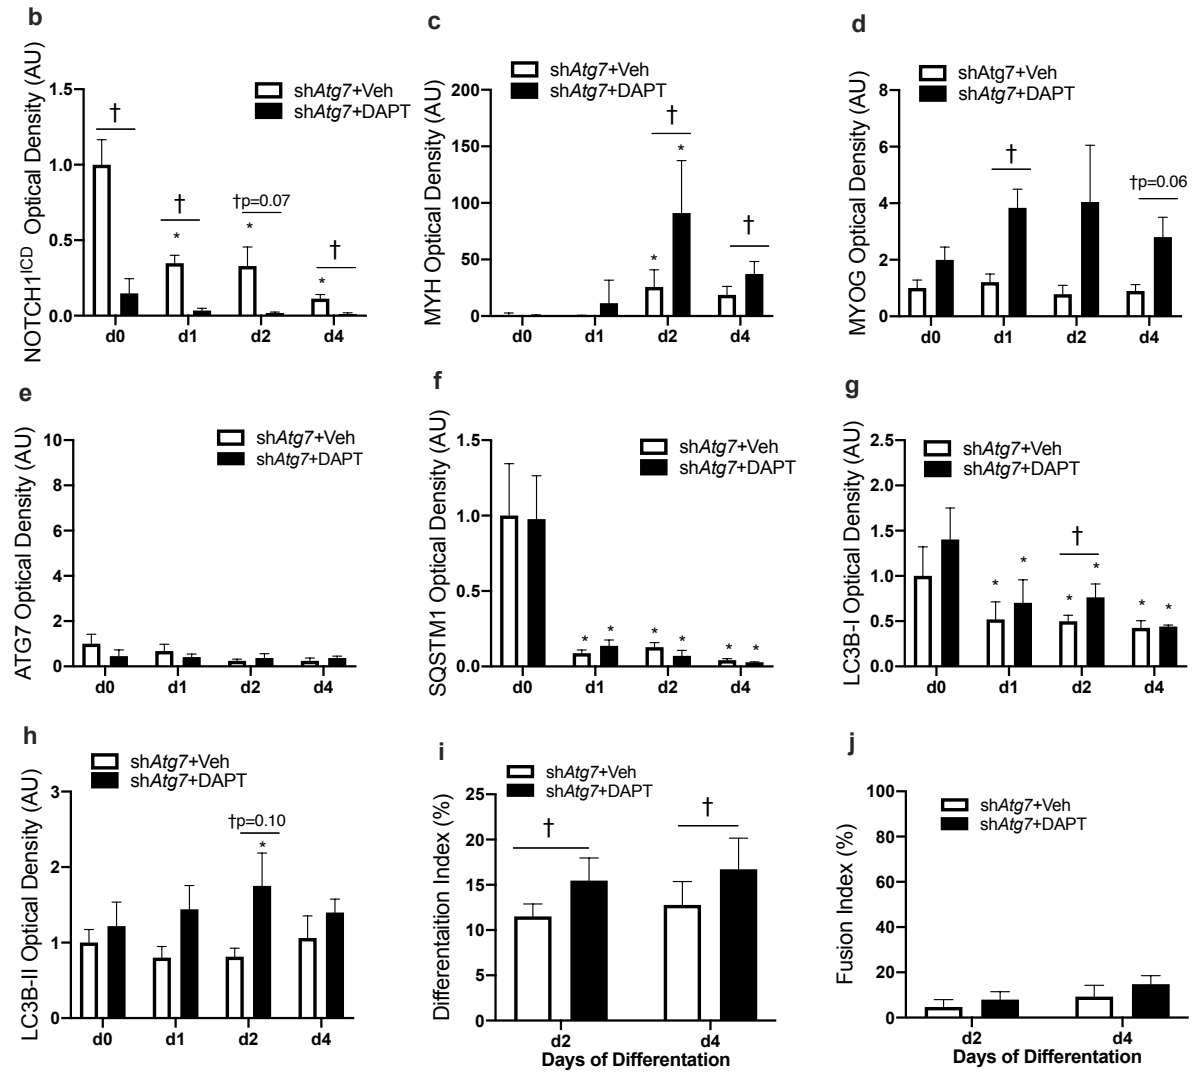 b
NOTCH1ICD Optical Density (AU)
shAtg7+Veh
shAtg7+DAPT
1.5
1.0
0.5
0.0
†
†
*
†p=0.07
*
†
*
d0 d1 d2 d4
c
MYH Optical Density (AU)
shAtg7+Veh
shAtg7+DAPT
200
150
100
50
0
†
*
*
†
d0 d1 d2 d4
d
MYOG Optical Density (AU)
shAtg7+Veh
shAtg7+DAPT
8
6
4
2
0
†
†p=0.06
d0 d1 d2 d4
e
ATG7 Optical Density (AU)
shAtg7+Veh
shAtg7+DAPT
10
8
6
4
2
0
d0 d1 d2 d4
f
SQSTM1 Optical Density (AU)
shAtg7+Veh
shAtg7+DAPT
1.5
1.0
0.5
0.0
* * * * * *
d0 d1 d2 d4
g
LC3B-I Optical Density (AU)
shAtg7+Veh
shAtg7+DAPT
2.5
2.0
1.5
1.0
0.5
0.0
†
* * * * * *
d0 d1 d2 d4
h
LC3B-II Optical Density (AU)
shAtg7+Veh
shAtg7+DAPT
3
2
1
0
†p=0.10
*
d0 d1 d2 d4
i
Differentaition Index (%)
shAtg7+Veh
shAtg7+DAPT
25
20
15
10
5
0
†
†
d2 d4
Days of Differentation
j
Fusion Index (%)
shAtg7+Veh
shAtg7+DAPT
100
80
60
40
20
0
d2 d4
Days of Differentation